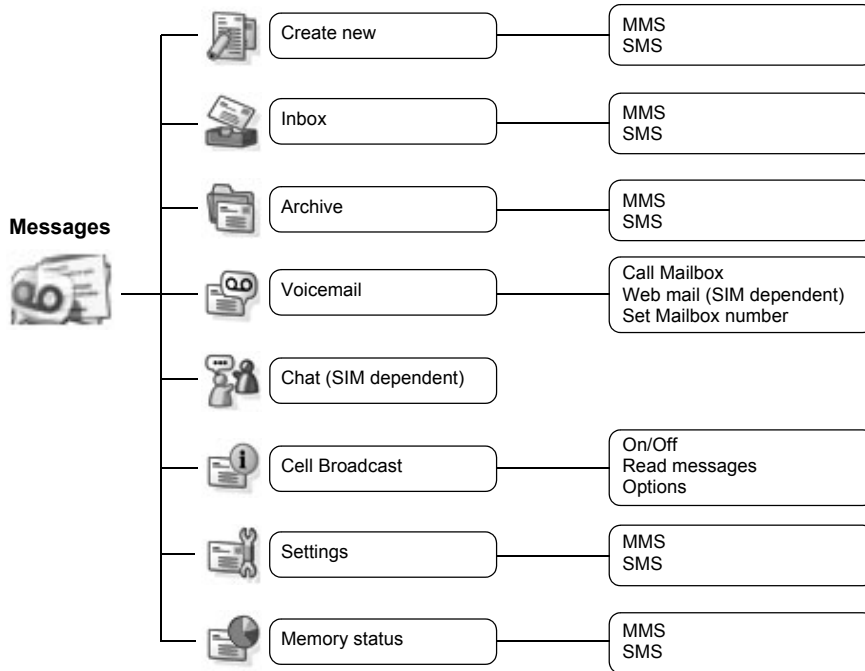 Messages
Create new
MMS
SMS
Inbox
MMS
SMS
Archive
MMS
SMS
Voicemail
Call Mailbox
Web mail (SIM dependent)
Set Mailbox number
Chat (SIM dependent)
Cell Broadcast
On/Off
Read messages
Options
Settings
MMS
SMS
Memory status
MMS
SMS